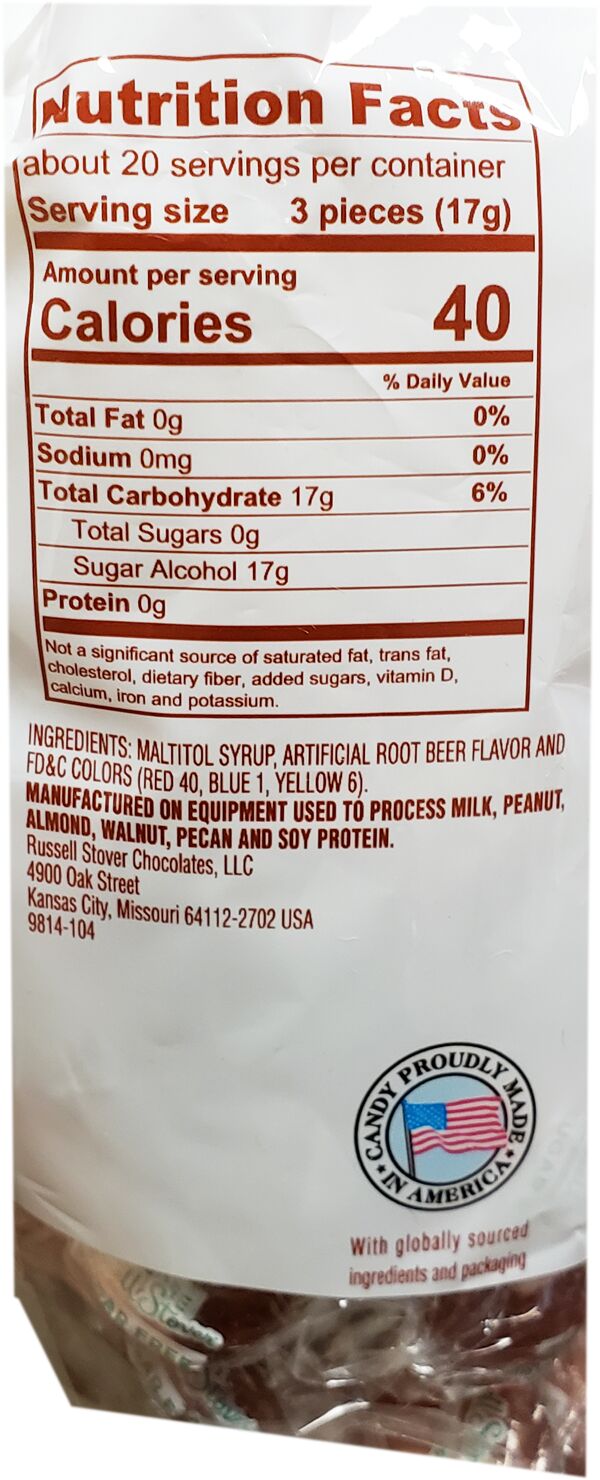 Nutrition Facts
about 20 servings per container
Serving size 3 pieces (17g)
Amount per serving
Calories 40
% Daily Value
Total Fat 0g 0%
Sodium 0mg 0%
Total Carbohydrate 17g 6%
Total Sugars 0g
Sugar Alcohol 17g
Protein 0g
Not a significant source of saturated fat, trans fat,
cholesterol, dietary fiber, added sugars, vitamin D,
calcium, iron and potassium.
INGREDIENTS: MALTITOL SYRUP, ARTIFICIAL ROOT BEER FLAVOR AND
FD&C COLORS (RED 40, BLUE 1, YELLOW 6).
MANUFACTURED ON EQUIPMENT USED TO PROCESS MILK, PEANUT,
ALMOND, WALNUT, PECAN AND SOY PROTEIN.
Russell Stover Chocolates, LLC
4900 Oak Street
Kansas City, Missouri 64112-2702 USA
9814-104
CANDY PROUDLY MADE
IN AMERICA
With globally sourced
ingredients and packaging